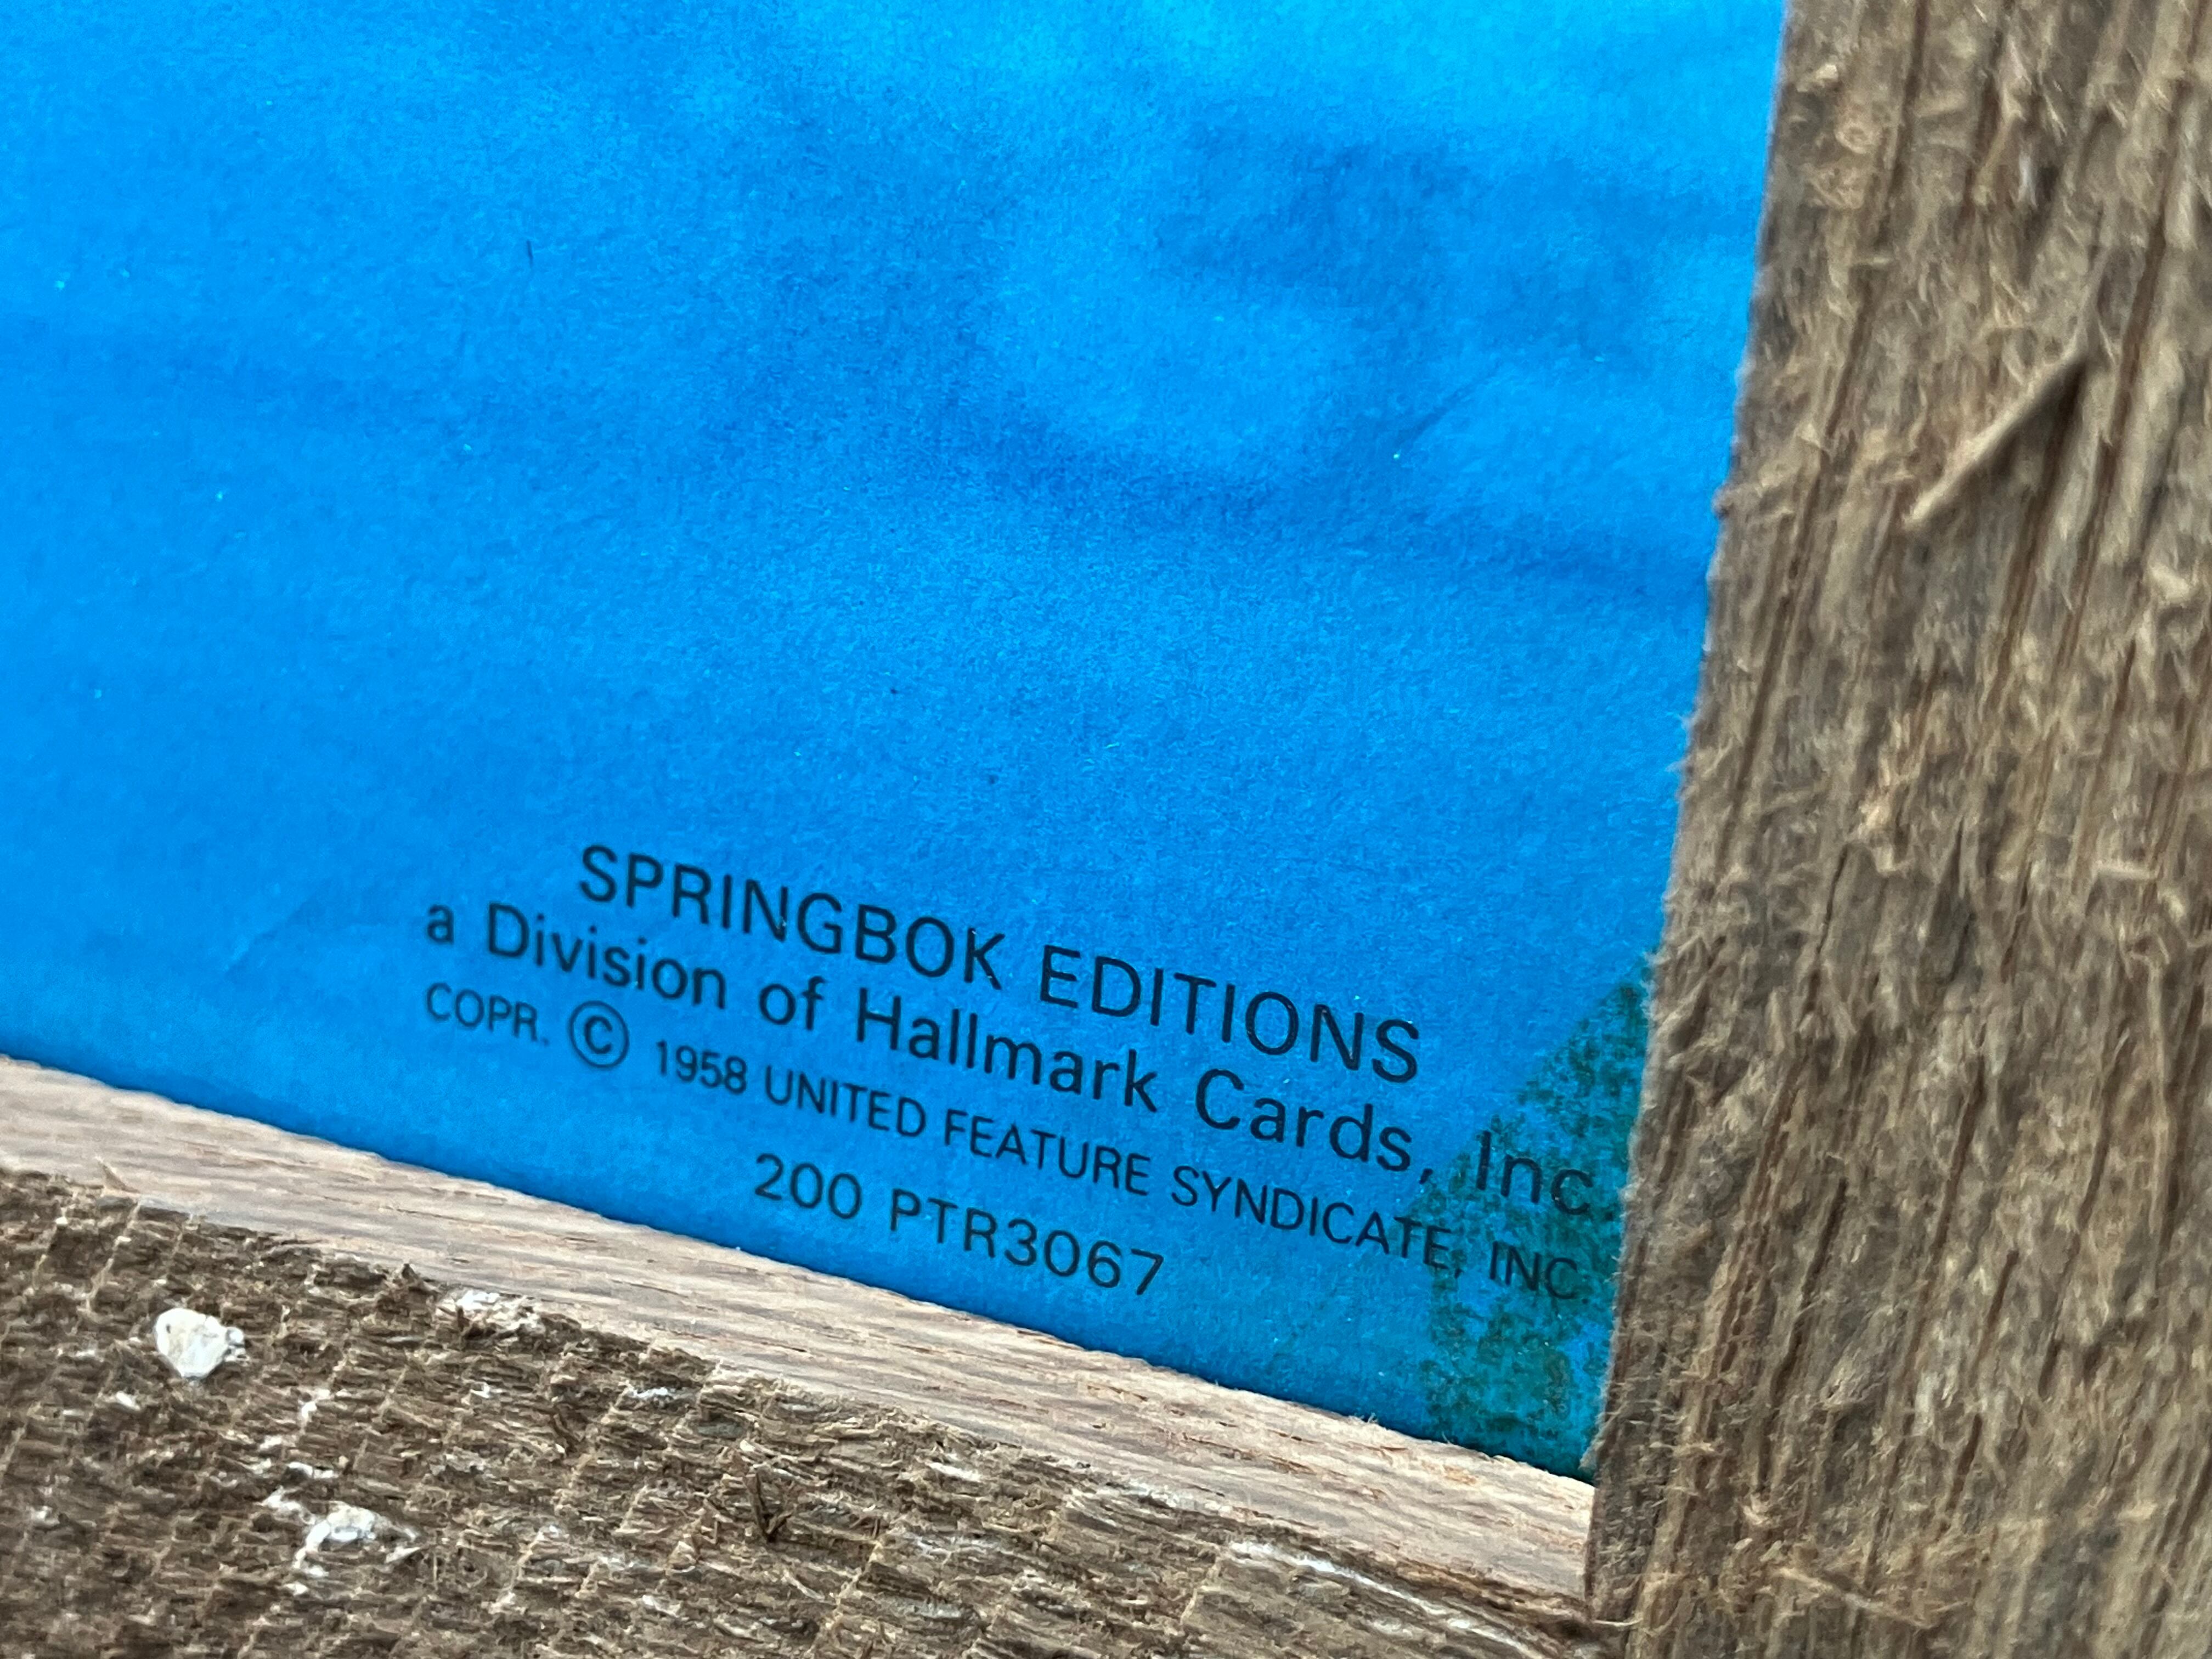 SPRINGBOK EDITIONS
a Division of Hallmark Cards, Inc.
COPR. © 1958 UNITED FEATURE SYNDICATE, INC.
200 PTR3067